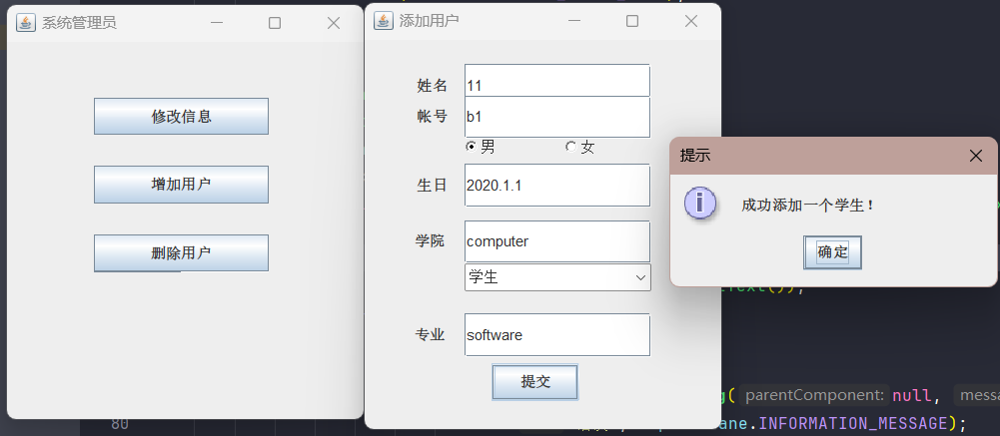 系统管理员
修改信息
增加用户
删除用户
添加用户
姓名 11
帐号 b1
男 女
生日 2020.1.1
学院 computer
学生
专业 software
提交
提示
成功添加一个学生！
确定
g( parentComponent: null,
80
ane.INFORMATION_MESSAGE);